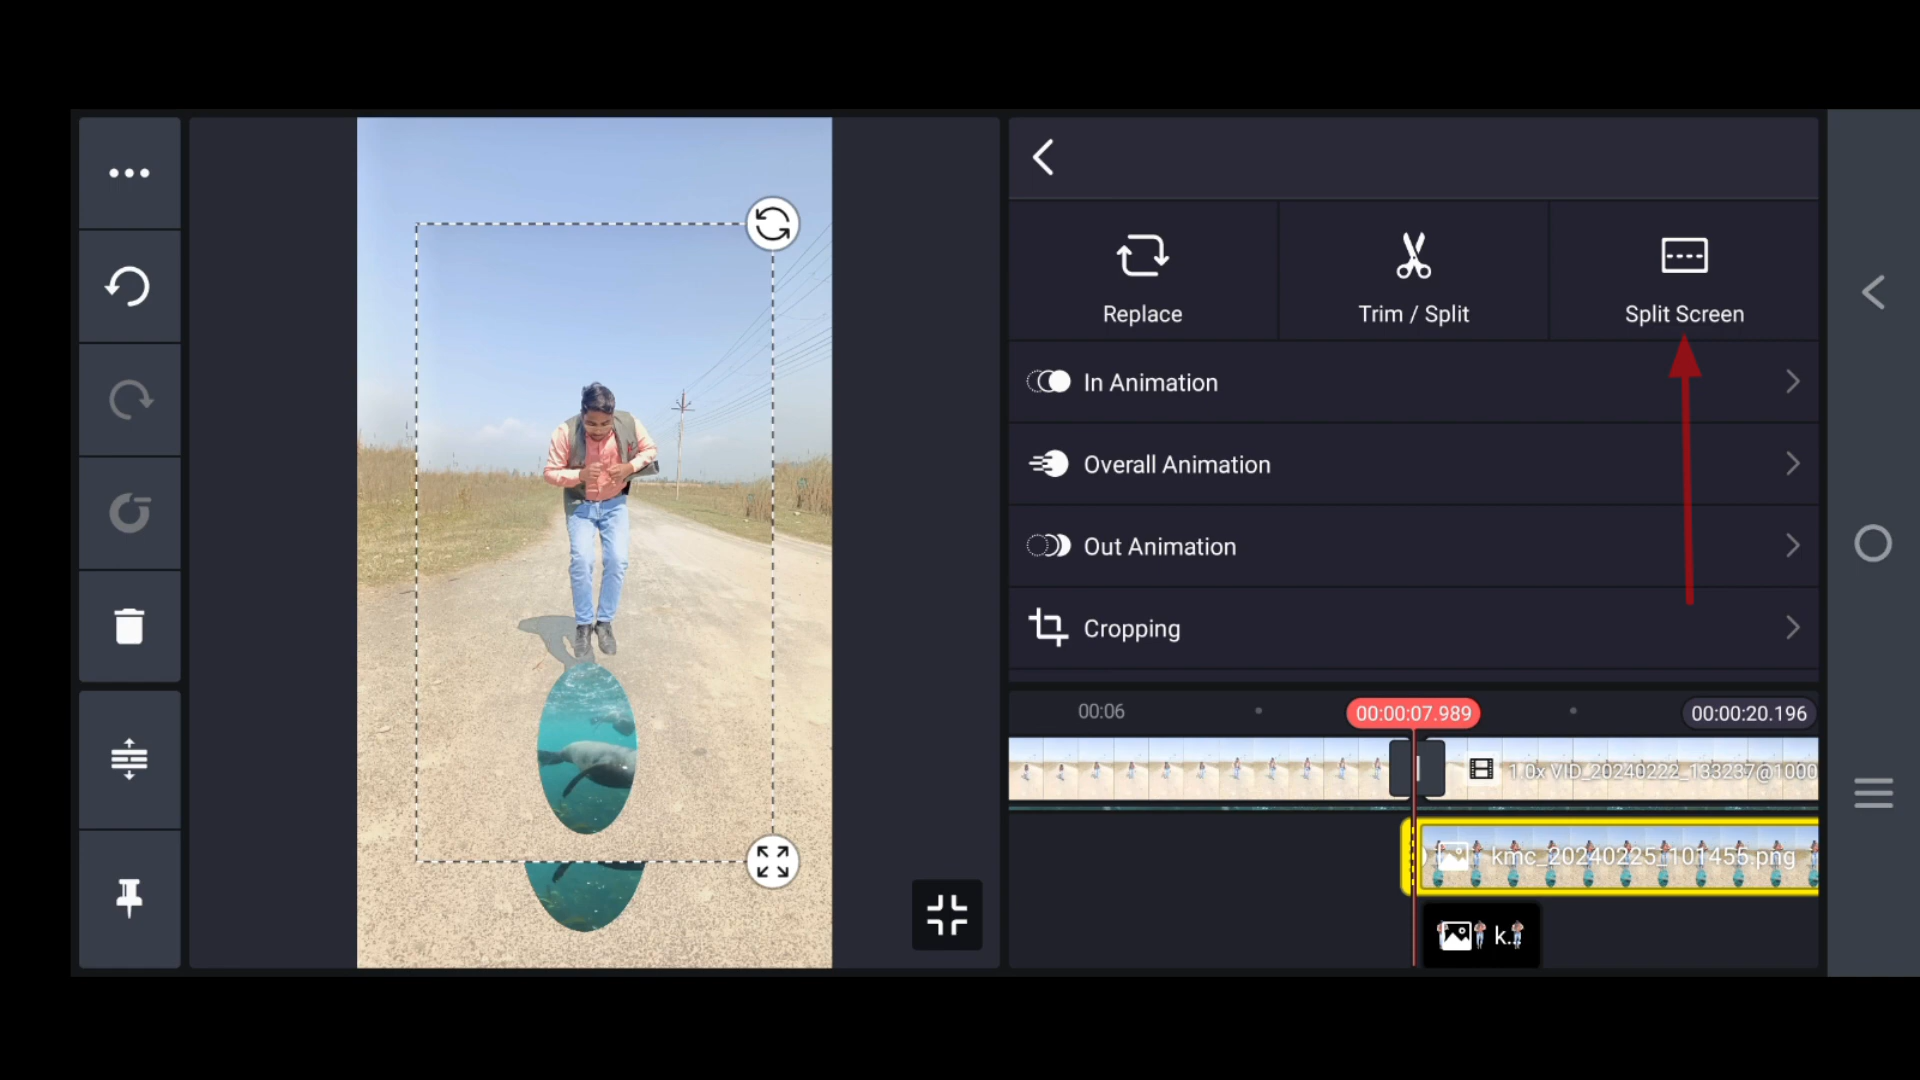 Replace
Trim / Split
Split Screen
In Animation
Overall Animation
Out Animation
Cropping
00:06
00:00:07.989
00:00:20.196
1.0x VID_20240222_133237@1000
kmc_20240225_101455.png
k..